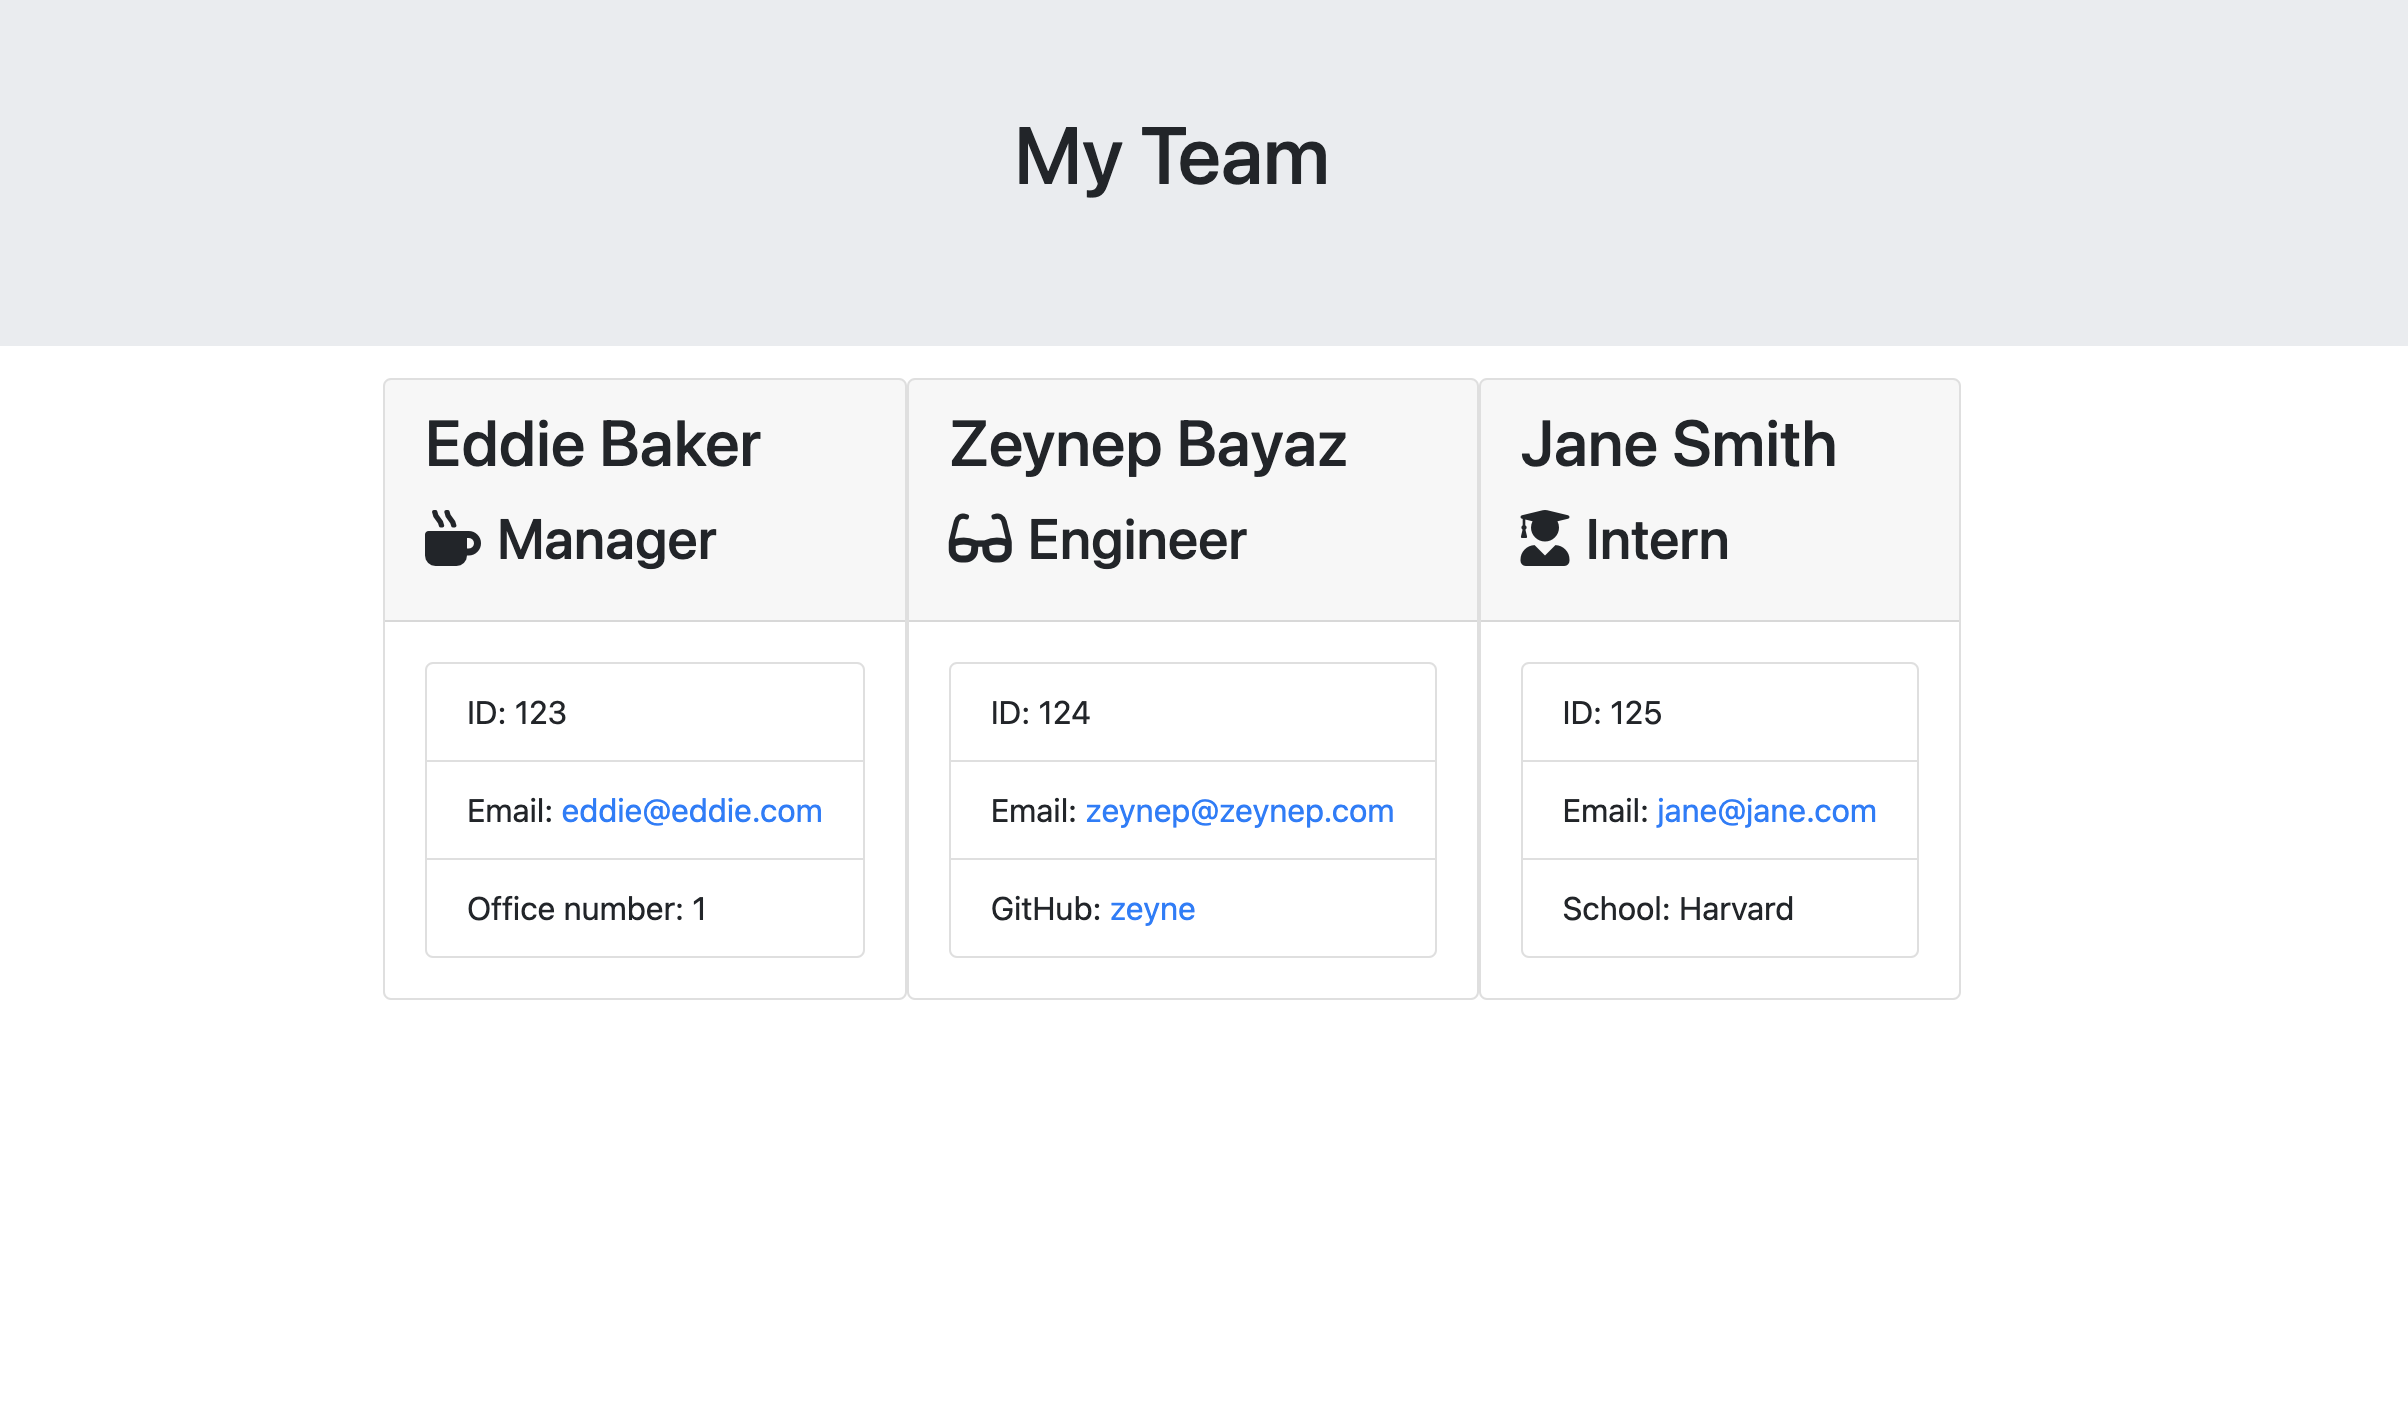 My Team
Eddie Baker
Manager
ID: 123
Email: eddie@eddie.com
Office number: 1
Zeynep Bayaz
Engineer
ID: 124
Email: zeynep@zeynep.com
GitHub: zeyne
Jane Smith
Intern
ID: 125
Email: jane@jane.com
School: Harvard